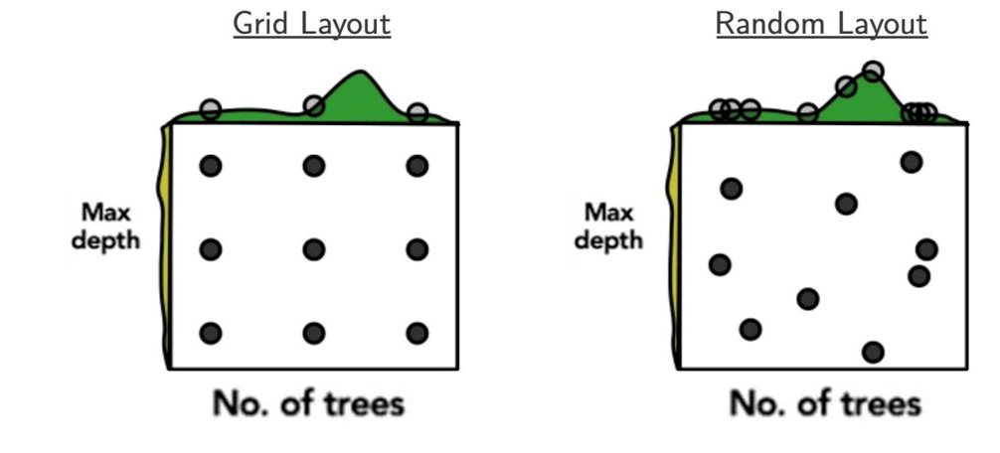 Grid Layout
Max
depth
No. of trees
Random Layout
Max
depth
No. of trees